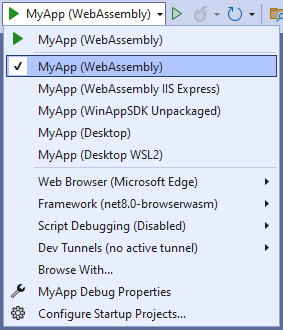 MyApp (WebAssembly)
MyApp (WebAssembly)
MyApp (WebAssembly)
MyApp (WebAssembly IIS Express)
MyApp (WinAppSDK Unpackaged)
MyApp (Desktop)
MyApp (Desktop WSL2)
Web Browser (Microsoft Edge)
Framework (net8.0-browserwasm)
Script Debugging (Disabled)
Dev Tunnels (no active tunnel)
Browse With...
MyApp Debug Properties
Configure Startup Projects...